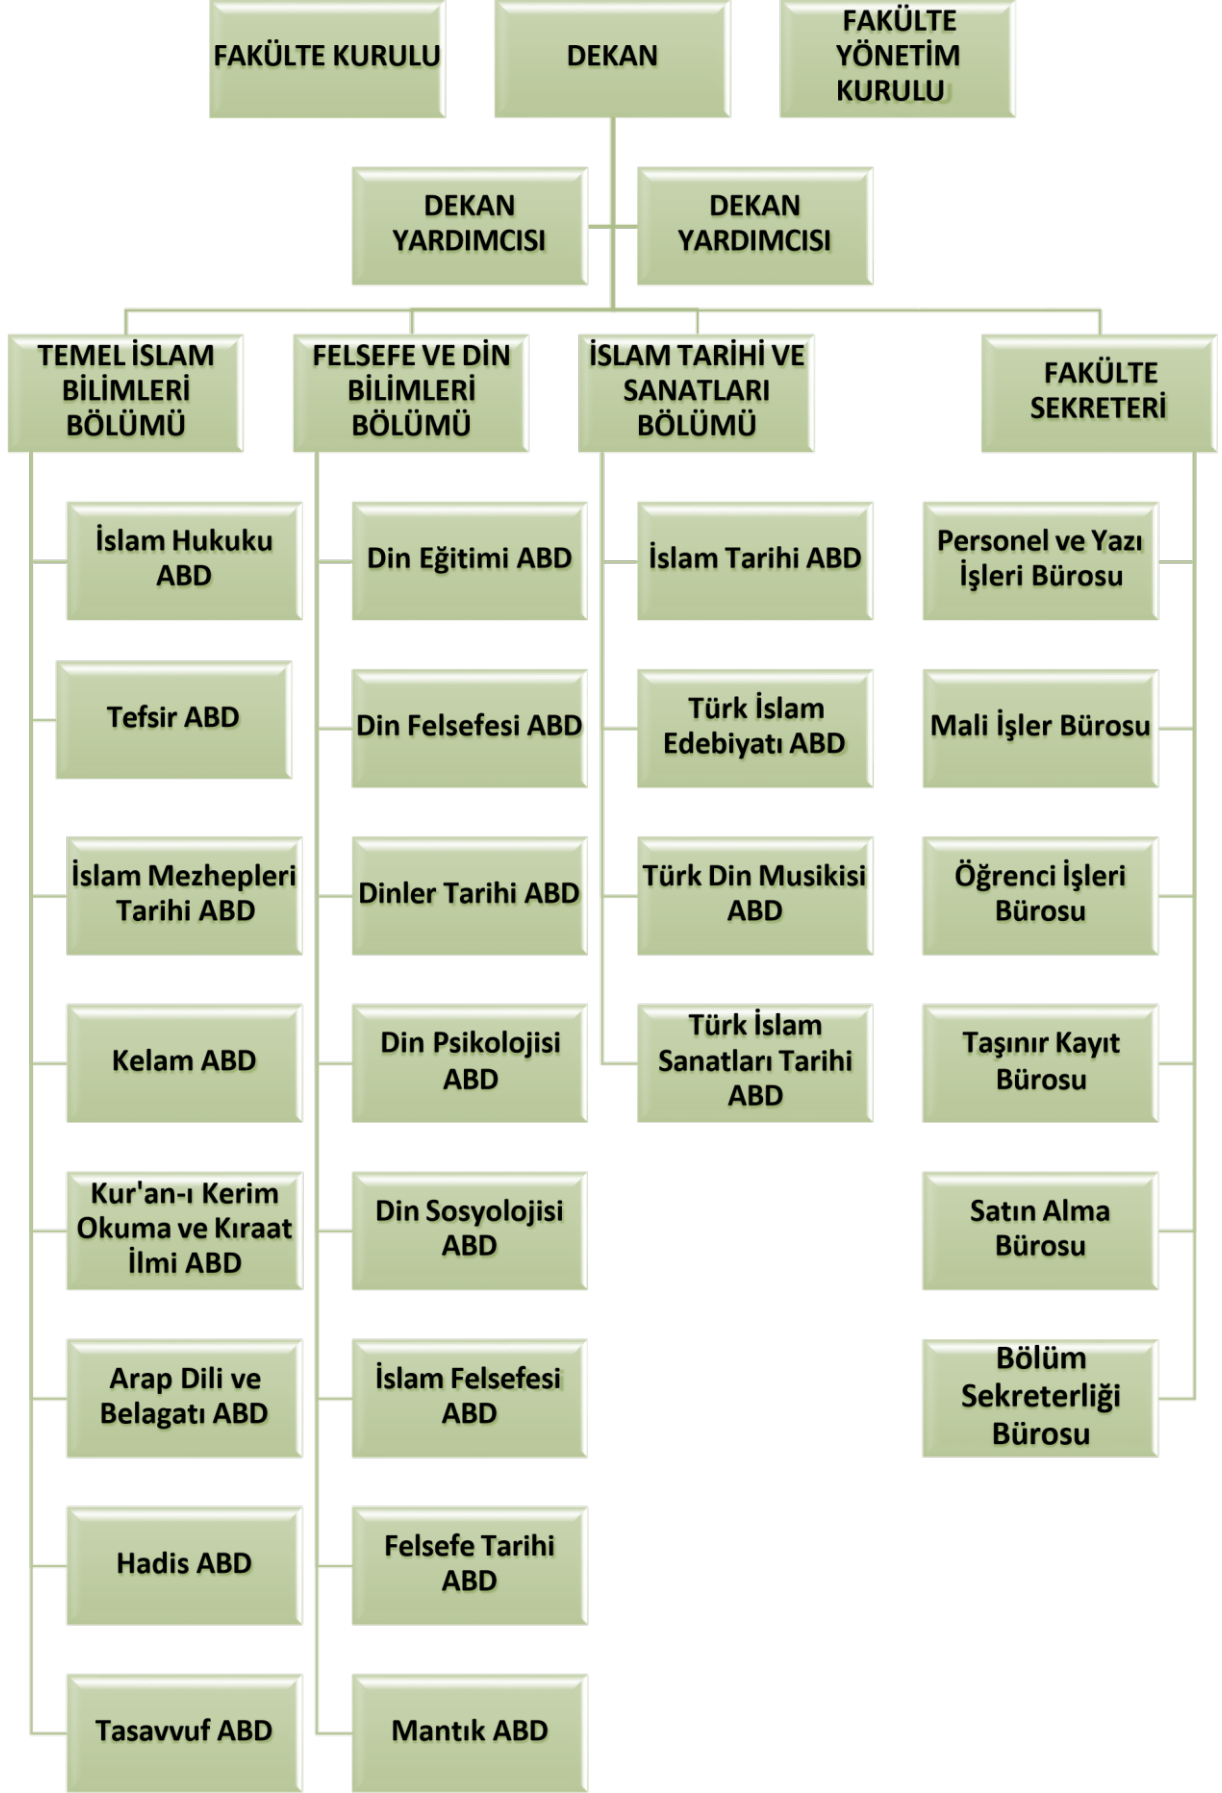 FAKÜLTE KURULU
DEKAN
FAKÜLTE
YÖNETİM
KURULU
DEKAN
YARDIMCISI
DEKAN
YARDIMCISI
TEMEL İSLAM
BİLİMLERİ
BÖLÜMÜ
FELSEFE VE DİN
BİLİMLERİ
BÖLÜMÜ
İSLAM TARİHİ VE
SANATLARI
BÖLÜMÜ
FAKÜLTE
SEKRETERİ
İslam Hukuku
ABD
Tefsir ABD
İslam Mezhepleri
Tarihi ABD
Kelam ABD
Kur'an-ı Kerim
Okuma ve Kıraat
İlmi ABD
Arap Dili ve
Belagatı ABD
Hadis ABD
Tasavvuf ABD
Din Eğitimi ABD
Din Felsefesi ABD
Dinler Tarihi ABD
Din Psikolojisi
ABD
Din Sosyolojisi
ABD
İslam Felsefesi
ABD
Felsefe Tarihi
ABD
Mantık ABD
İslam Tarihi ABD
Türk İslam
Edebiyatı ABD
Türk Din Musikisi
ABD
Türk İslam
Sanatları Tarihi
ABD
Personel ve Yazı
İşleri Bürosu
Mali İşler Bürosu
Öğrenci İşleri
Bürosu
Taşınır Kayıt
Bürosu
Satın Alma
Bürosu
Bölüm
Sekreterliği
Bürosu